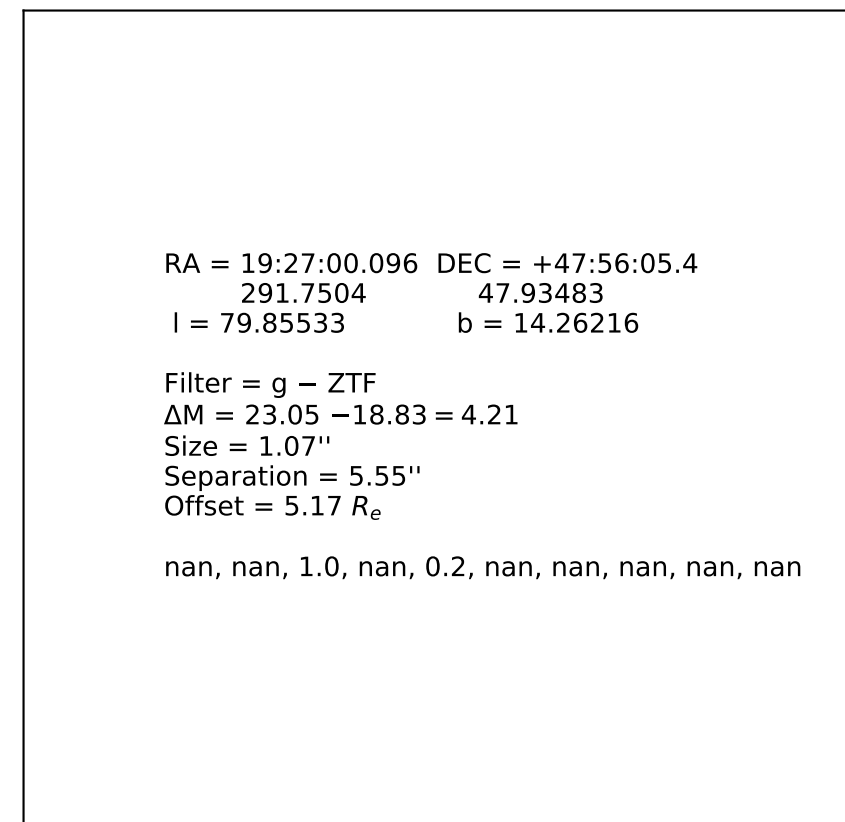 RA = 19:27:00.096  DEC = +47:56:05.4
291.7504  47.93483
l = 79.85533  b = 14.26216
Filter = g − ZTF
ΔM = 23.05 −18.83 = 4.21
Size = 1.07''
Separation = 5.55''
Offset = 5.17 Rₑ
nan, nan, 1.0, nan, 0.2, nan, nan, nan, nan, nan